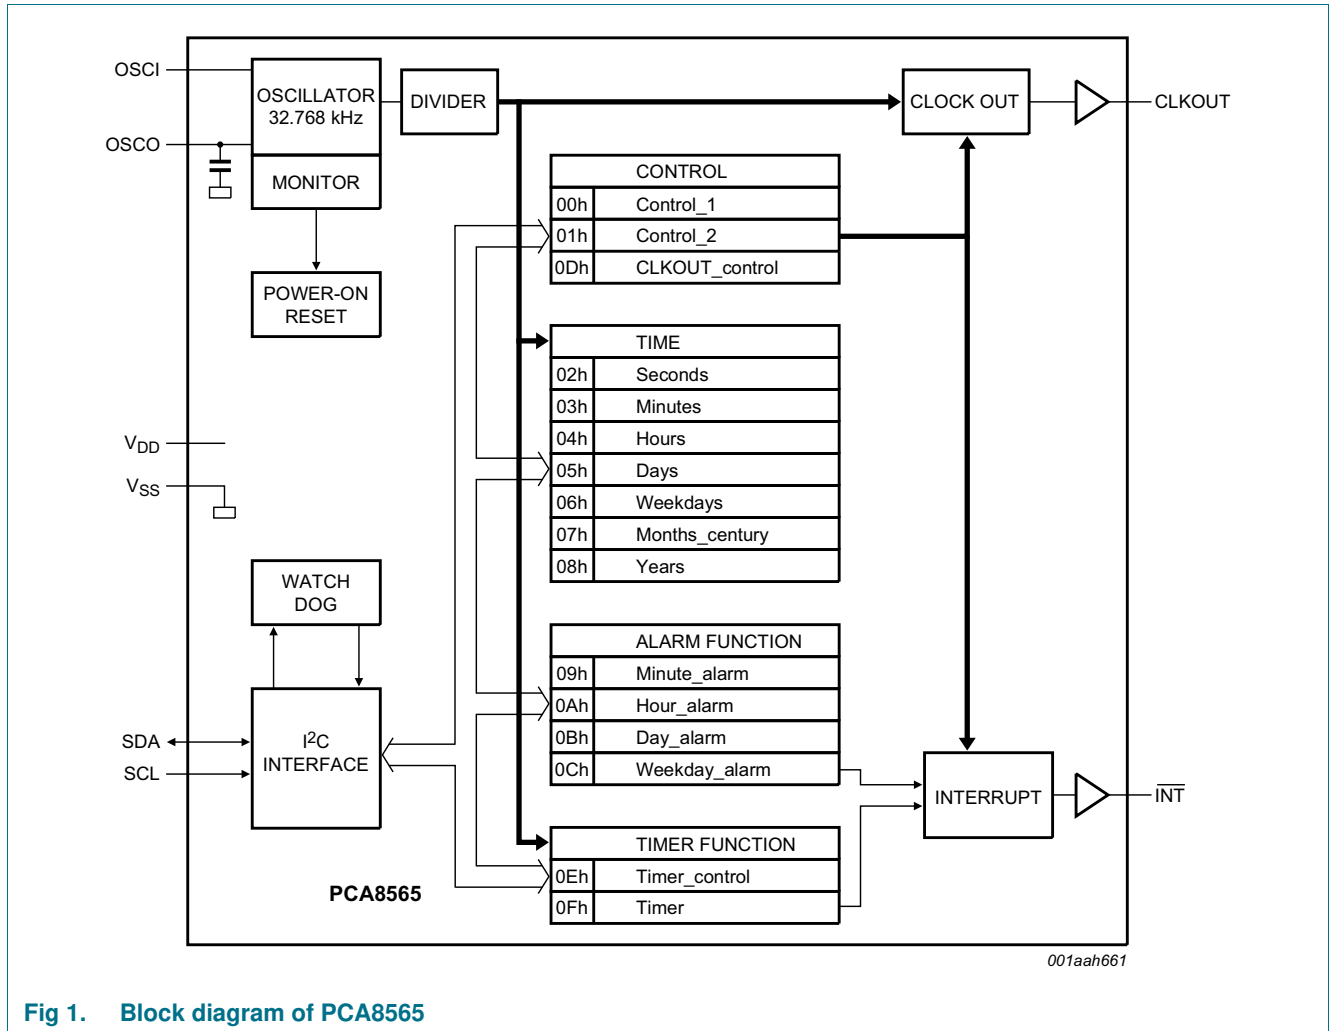 OSCI
OSCILLATOR
32.768 kHz
DIVIDER
CLOCK OUT
CLKOUT
OSCO
MONITOR
POWER-ON
RESET
CONTROL
00h Control_1
01h Control_2
0Dh CLKOUT_control
TIME
02h Seconds
03h Minutes
04h Hours
05h Days
06h Weekdays
07h Months_century
08h Years
VDD
VSS
WATCH
DOG
ALARM FUNCTION
09h Minute_alarm
0Ah Hour_alarm
0Bh Day_alarm
0Ch Weekday_alarm
SDA
SCL
I2C
INTERFACE
INTERRUPT
INT
TIMER FUNCTION
0Eh Timer_control
0Fh Timer
PCA8565
001aah661
Fig 1. Block diagram of PCA8565